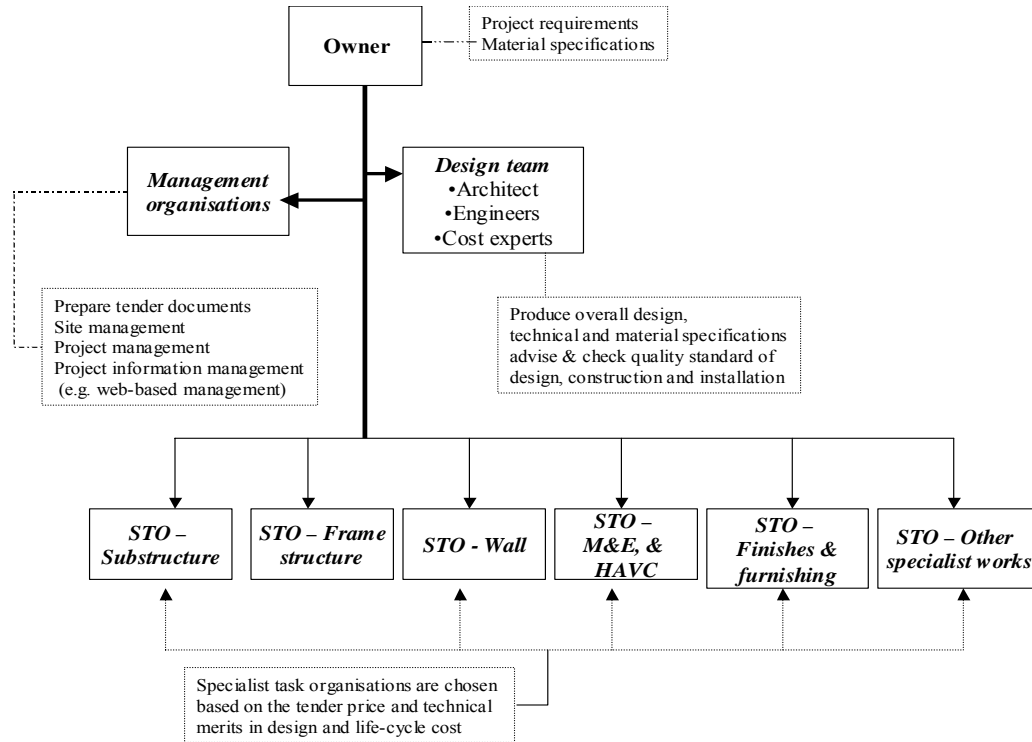 Owner
Project requirements
Material specifications
Management
organisations
Design team
•Architect
•Engineers
•Cost experts
Prepare tender documents
Site management
Project management
Project information management
(e.g. web-based management)
Produce overall design,
technical and material specifications
advise & check quality standard of
design, construction and installation
STO –
Substructure
STO – Frame
structure
STO - Wall
STO –
M&E, &
HAVC
STO –
Finishes &
furnishing
STO – Other
specialist works
Specialist task organisations are chosen
based on the tender price and technical
merits in design and life-cycle cost